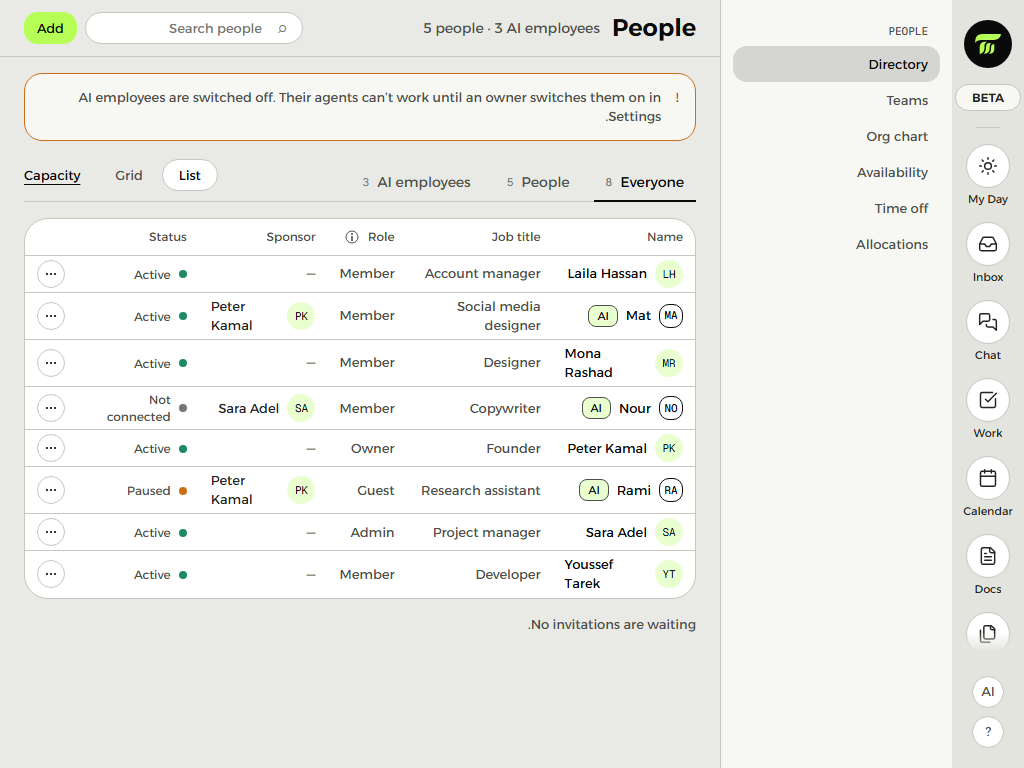 BETA
My Day
Inbox
Chat
Work
Calendar
Docs
AI
?
PEOPLE
Directory
Teams
Org chart
Availability
Time off
Allocations
People
5 people · 3 AI employees
Search people
Add
! AI employees are switched off. Their agents can't work until an owner switches them on in
.Settings
Everyone 8
People 5
AI employees 3
List
Grid
Capacity
Name Job title Role Sponsor Status
LH Laila Hassan Account manager Member — Active
MA Mat AI Social media designer Member PK Peter Kamal Active
MR Mona Rashad Designer Member — Active
NO Nour AI Copywriter Member SA Sara Adel Not connected
PK Peter Kamal Founder Owner — Active
RA Rami AI Research assistant Guest PK Peter Kamal Paused
SA Sara Adel Project manager Admin — Active
YT Youssef Tarek Developer Member — Active
.No invitations are waiting